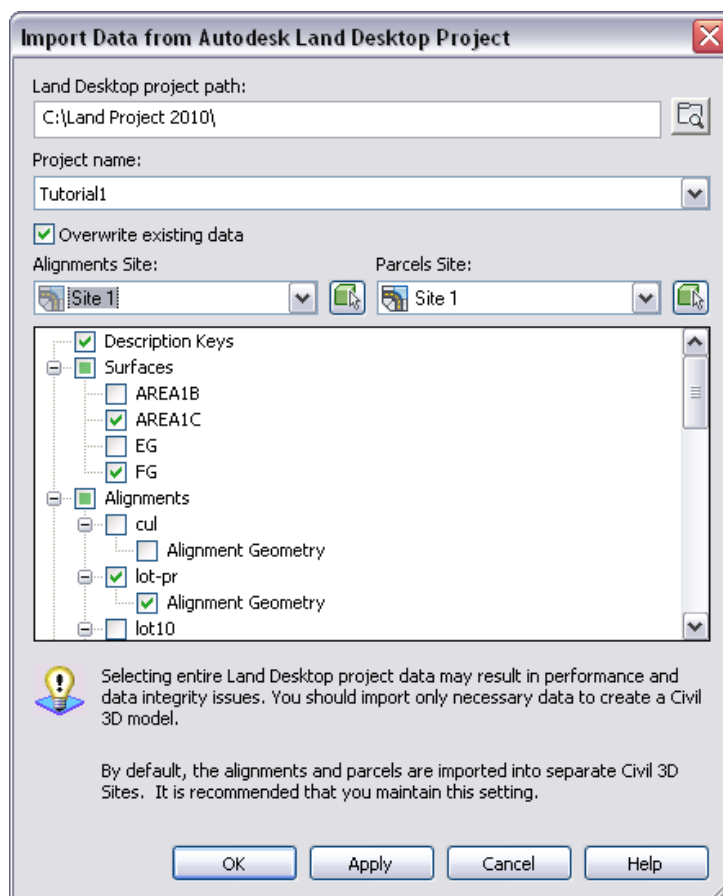 Import Data from Autodesk Land Desktop Project
Land Desktop project path:
C:\Land Project 2010\
Project name:
Tutorial1
Overwrite existing data
Alignments Site:
Parcels Site:
Site 1
Site 1
Description Keys
Surfaces
AREA1B
AREA1C
EG
FG
Alignments
cul
Alignment Geometry
lot-pr
Alignment Geometry
lot10
Selecting entire Land Desktop project data may result in performance and
data integrity issues. You should import only necessary data to create a Civil
3D model.
By default, the alignments and parcels are imported into separate Civil 3D
Sites. It is recommended that you maintain this setting.
OK
Apply
Cancel
Help